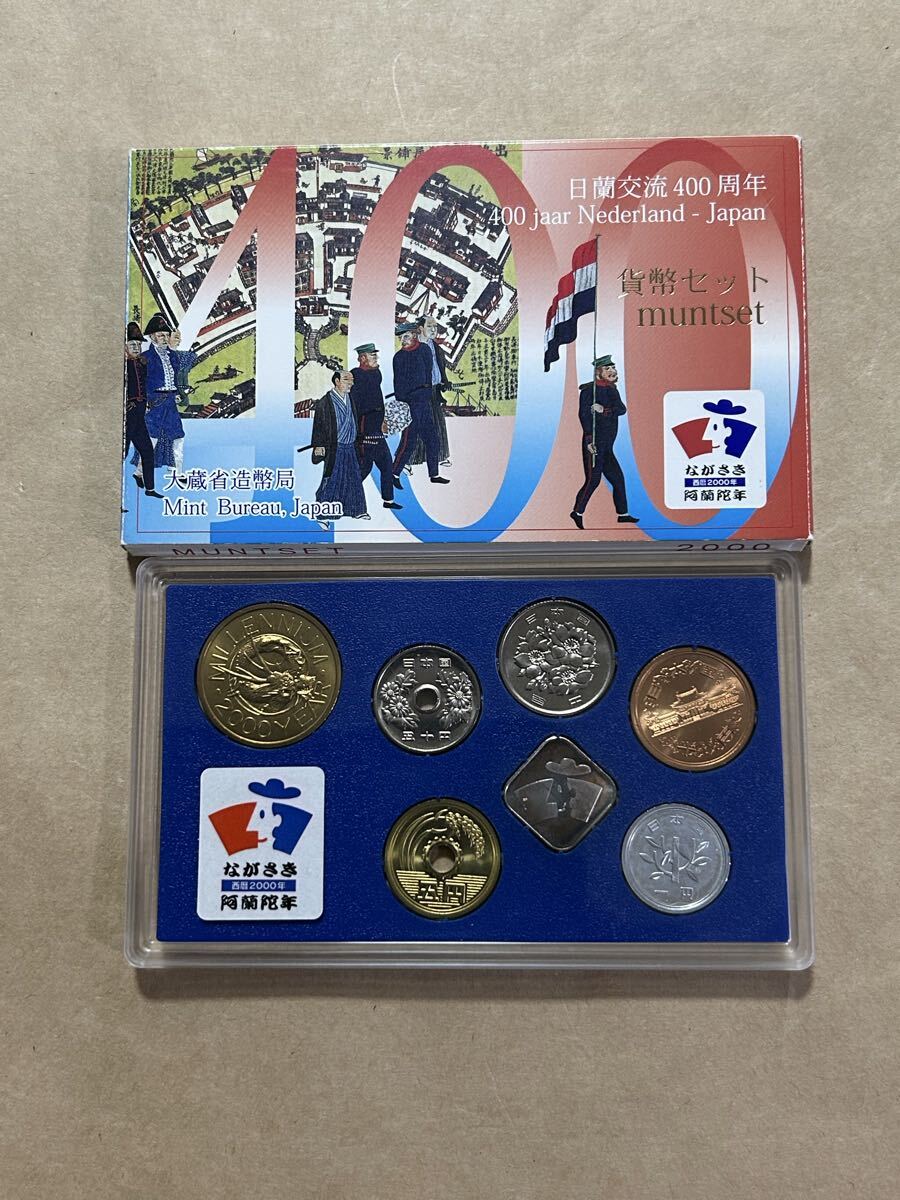 日蘭交流400周年
400 jaar Nederland - Japan
貨幣セット
muntset
大蔵省造幣局
Mint Bureau, Japan
ながさき
西暦2000年
阿蘭陀年
MUNTSET 2000
MILLENNIUM
2000 YEAR
日本国
五十円
日本国
日本国
五円
日本国
一円
ながさき
西暦2000年
阿蘭陀年